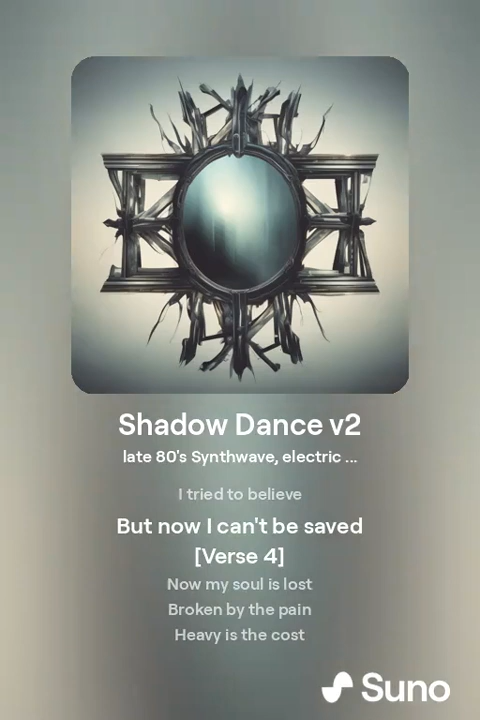 Shadow Dance v2
late 80's Synthwave, electric ...
I tried to believe
But now I can't be saved
[Verse 4]
Now my soul is lost
Broken by the pain
Heavy is the cost
Suno